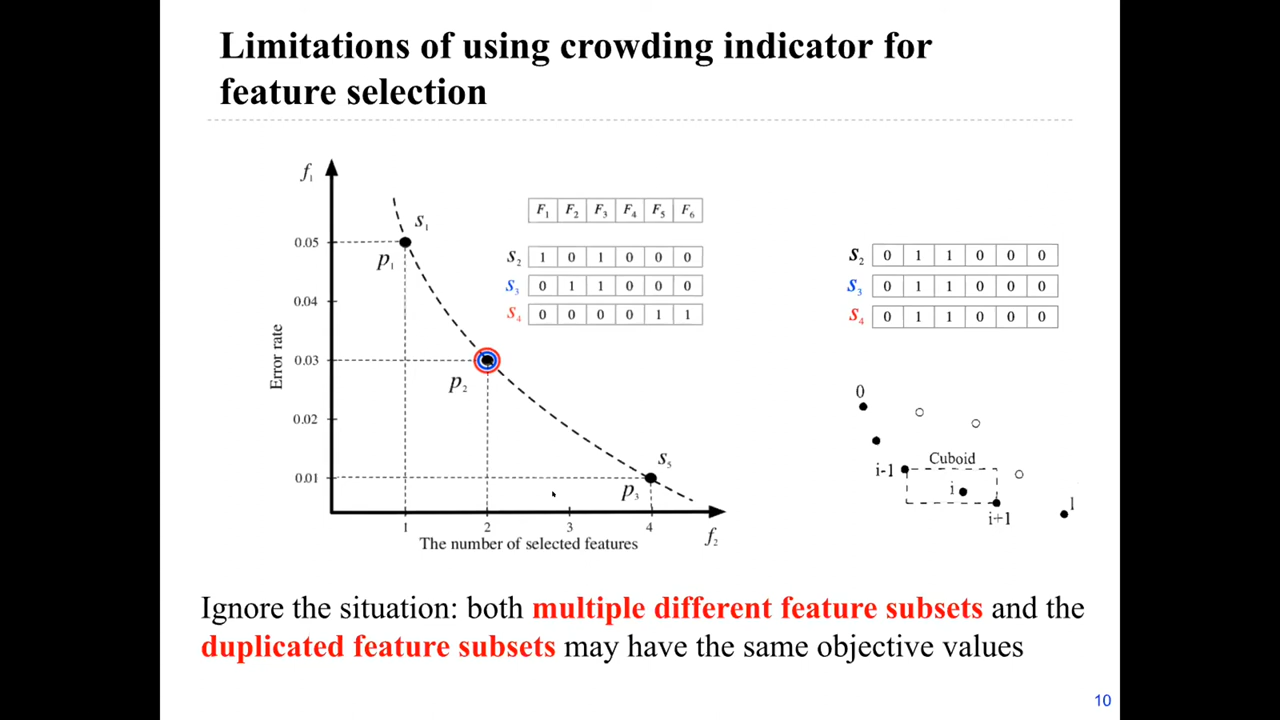 Limitations of using crowding indicator for
feature selection
f1
S1
F1 F2 F3 F4 F5 F6
0.05
P1
S2 1 0 1 0 0 0
S2 0 1 1 0 0 0
S3 0 1 1 0 0 0
S3 0 1 1 0 0 0
0.04
S4 0 0 0 0 1 1
S4 0 1 1 0 0 0
Error rate
0.03
P2
0
0.02
Cuboid
S5
i-1
0.01
P3
i
i+1
l
1 2 3 4
The number of selected features
f2
Ignore the situation: both multiple different feature subsets and the
duplicated feature subsets may have the same objective values
10